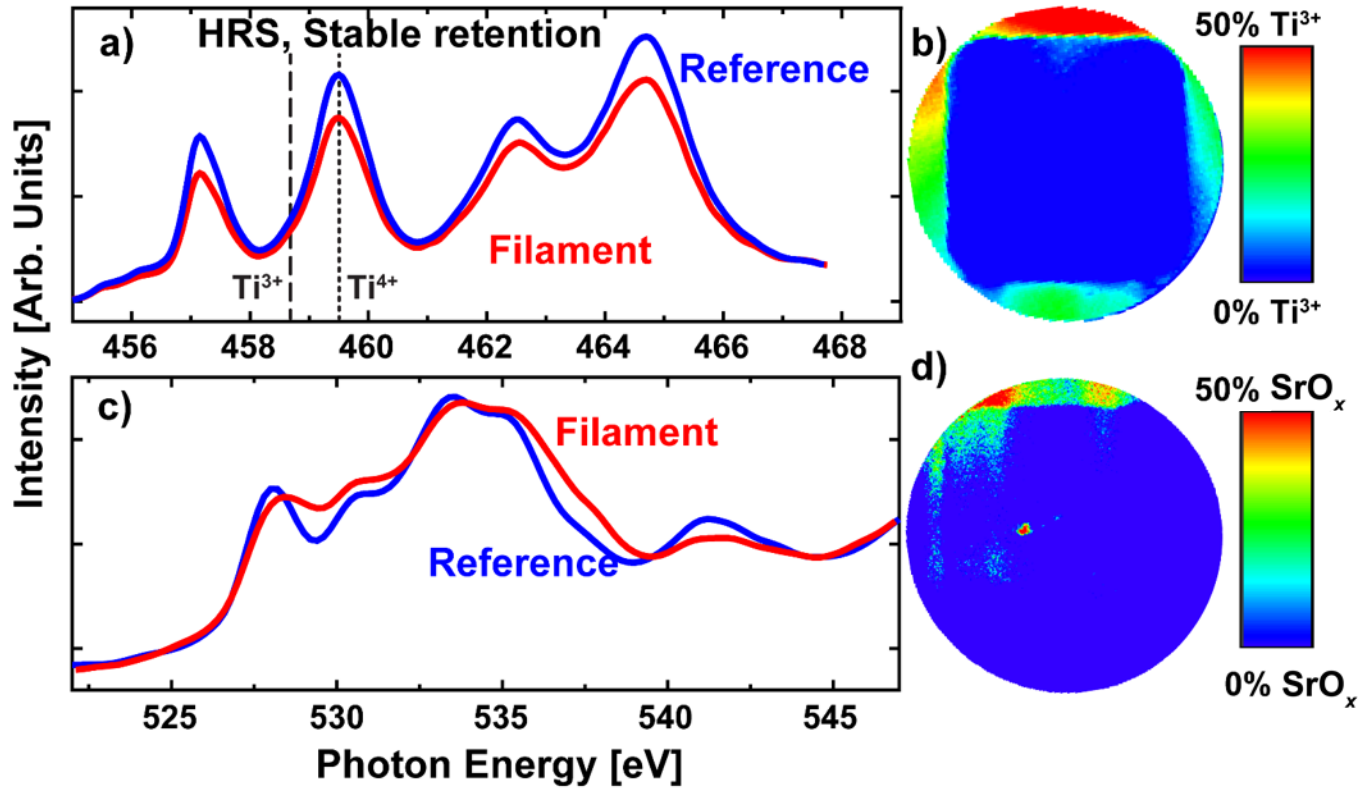 a)
HRS, Stable retention
Reference
Filament
Ti³⁺
Ti⁴⁺
456 458 460 462 464 466 468
b)
50% Ti³⁺
0% Ti³⁺
c)
Filament
Reference
525 530 535 540 545
d)
50% SrOₓ
0% SrOₓ
Intensity [Arb. Units]
Photon Energy [eV]